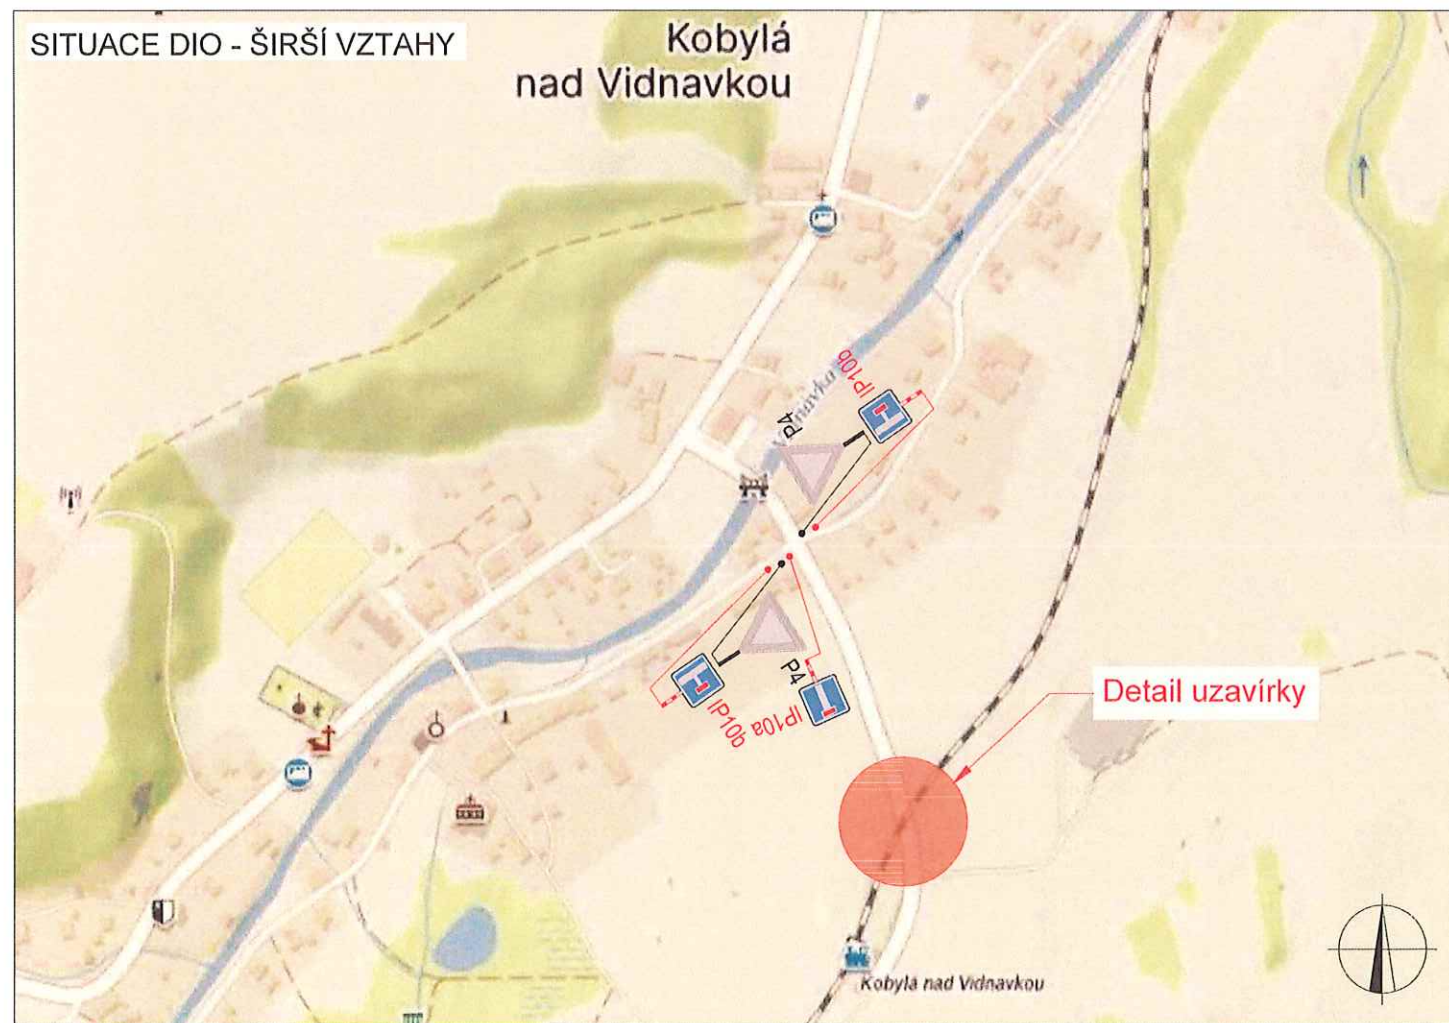 SITUACE DIO - ŠIRŠÍ VZTAHY
Kobylá
nad Vidnavkou
IP10b
P4
P4
IP10b
IP10a
Detail uzavírky
Kobylá nad Vidnavkou